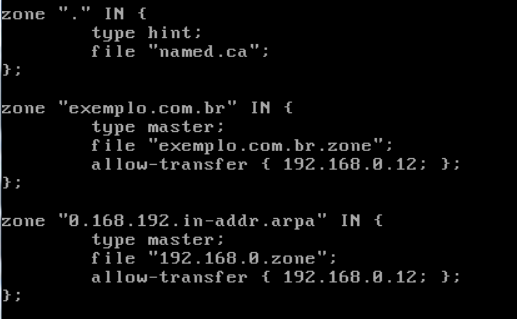 zone "." IN {
        type hint;
        file "named.ca";
};

zone "exemplo.com.br" IN {
        type master;
        file "exemplo.com.br.zone";
        allow-transfer { 192.168.0.12; };
};

zone "0.168.192.in-addr.arpa" IN {
        type master;
        file "192.168.0.zone";
        allow-transfer { 192.168.0.12; };
};